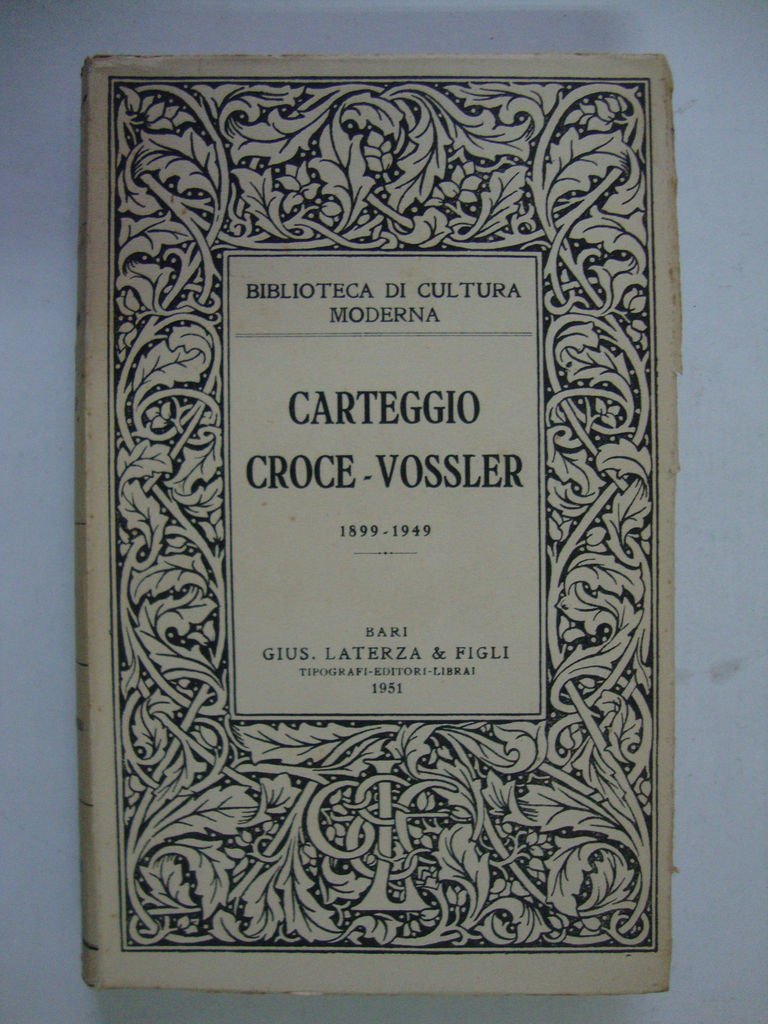 BIBLIOTECA DI CULTURA
MODERNA
CARTEGGIO
CROCE - VOSSLER
1899-1949
BARI
GIUS. LATERZA & FIGLI
TIPOGRAFI-EDITORI-LIBRAI
1951